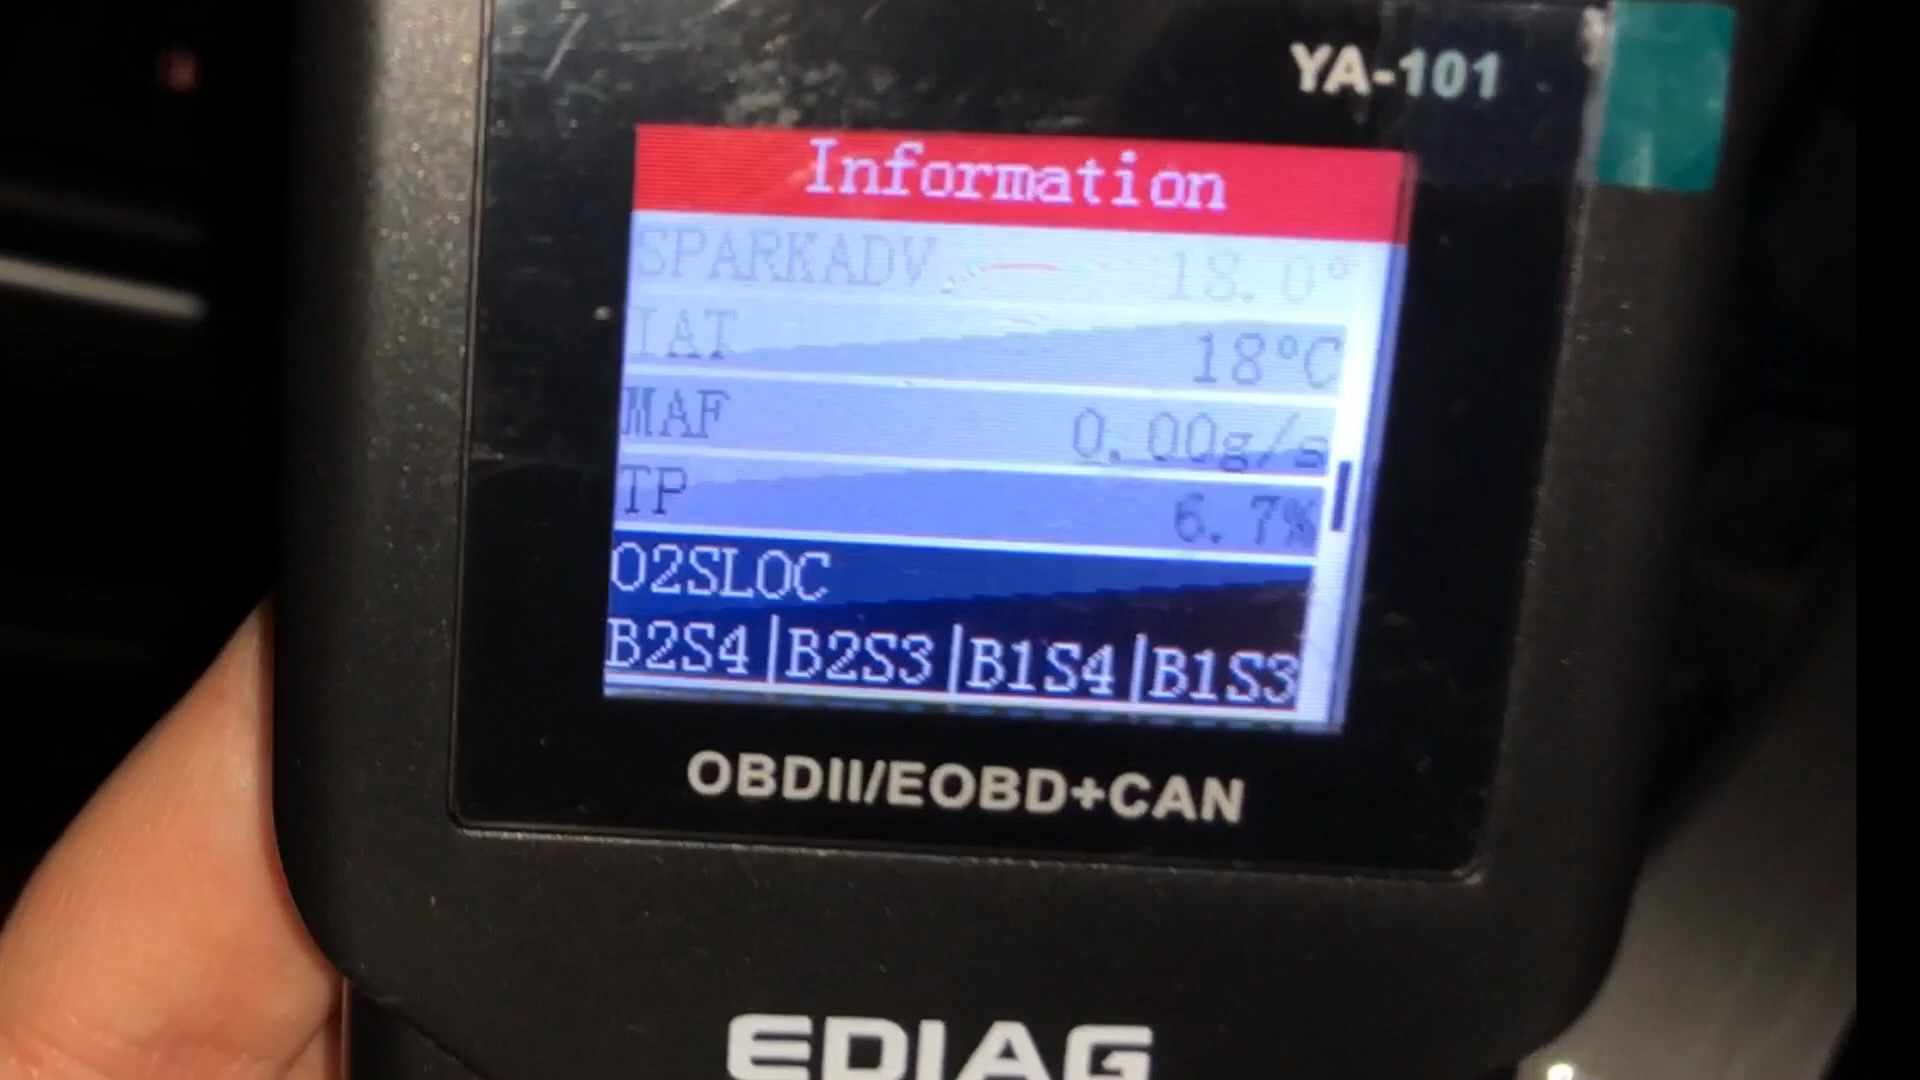 YA-101
Information
SPARKADV 18.0°
IAT 18°C
MAF 0.00g/s
TP 6.7%
O2SLOC
B2S4|B2S3|B1S4|B1S3
OBDII/EOBD+CAN
EDIAG